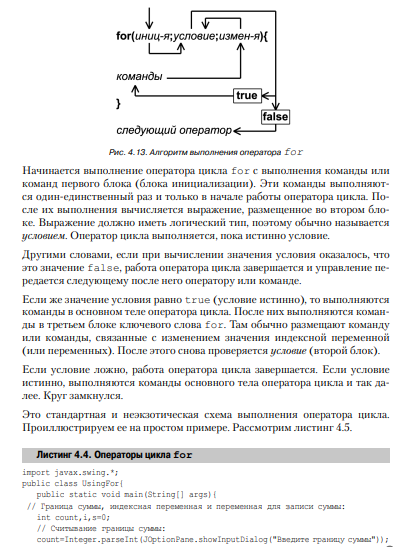 for(иниц-я;условие;измен-я){
команды
true
}
false
следующий оператор
Рис. 4.13. Алгоритм выполнения оператора for
Начинается выполнение оператора цикла for с выполнения команды или
команд первого блока (блока инициализации). Эти команды выполняют-
ся один-единственный раз и только в начале работы оператора цикла. По-
сле их выполнения вычисляется выражение, размещенное во втором бло-
ке. Выражение должно иметь логический тип, поэтому обычно называется
условием. Оператор цикла выполняется, пока истинно условие.
Другими словами, если при вычислении значения условия оказалось, что
это значение false, работа оператора цикла завершается и управление пе-
редается следующему после него оператору или команде.
Если же значение условия равно true (условие истинно), то выполняются
команды в основном теле оператора цикла. После них выполняются коман-
ды в третьем блоке ключевого слова for. Там обычно размещают команду
или команды, связанные с изменением значения индексной переменной
(или переменных). После этого снова проверяется условие (второй блок).
Если условие ложно, работа оператора цикла завершается. Если условие
истинно, выполняются команды основного тела оператора цикла и так да-
лее. Круг замкнулся.
Это стандартная и неэкзотическая схема выполнения оператора цикла.
Проиллюстрируем ее на простом примере. Рассмотрим листинг 4.5.
Листинг 4.4. Операторы цикла for
import javax.swing.*;
public class UsingFor{
public static void main(String[] args){
// Граница суммы, индексная переменная и переменная для записи суммы:
int count,i,s=0;
// Считывание границы суммы:
count=Integer.parseInt(JOptionPane.showInputDialog("Введите границу суммы"));